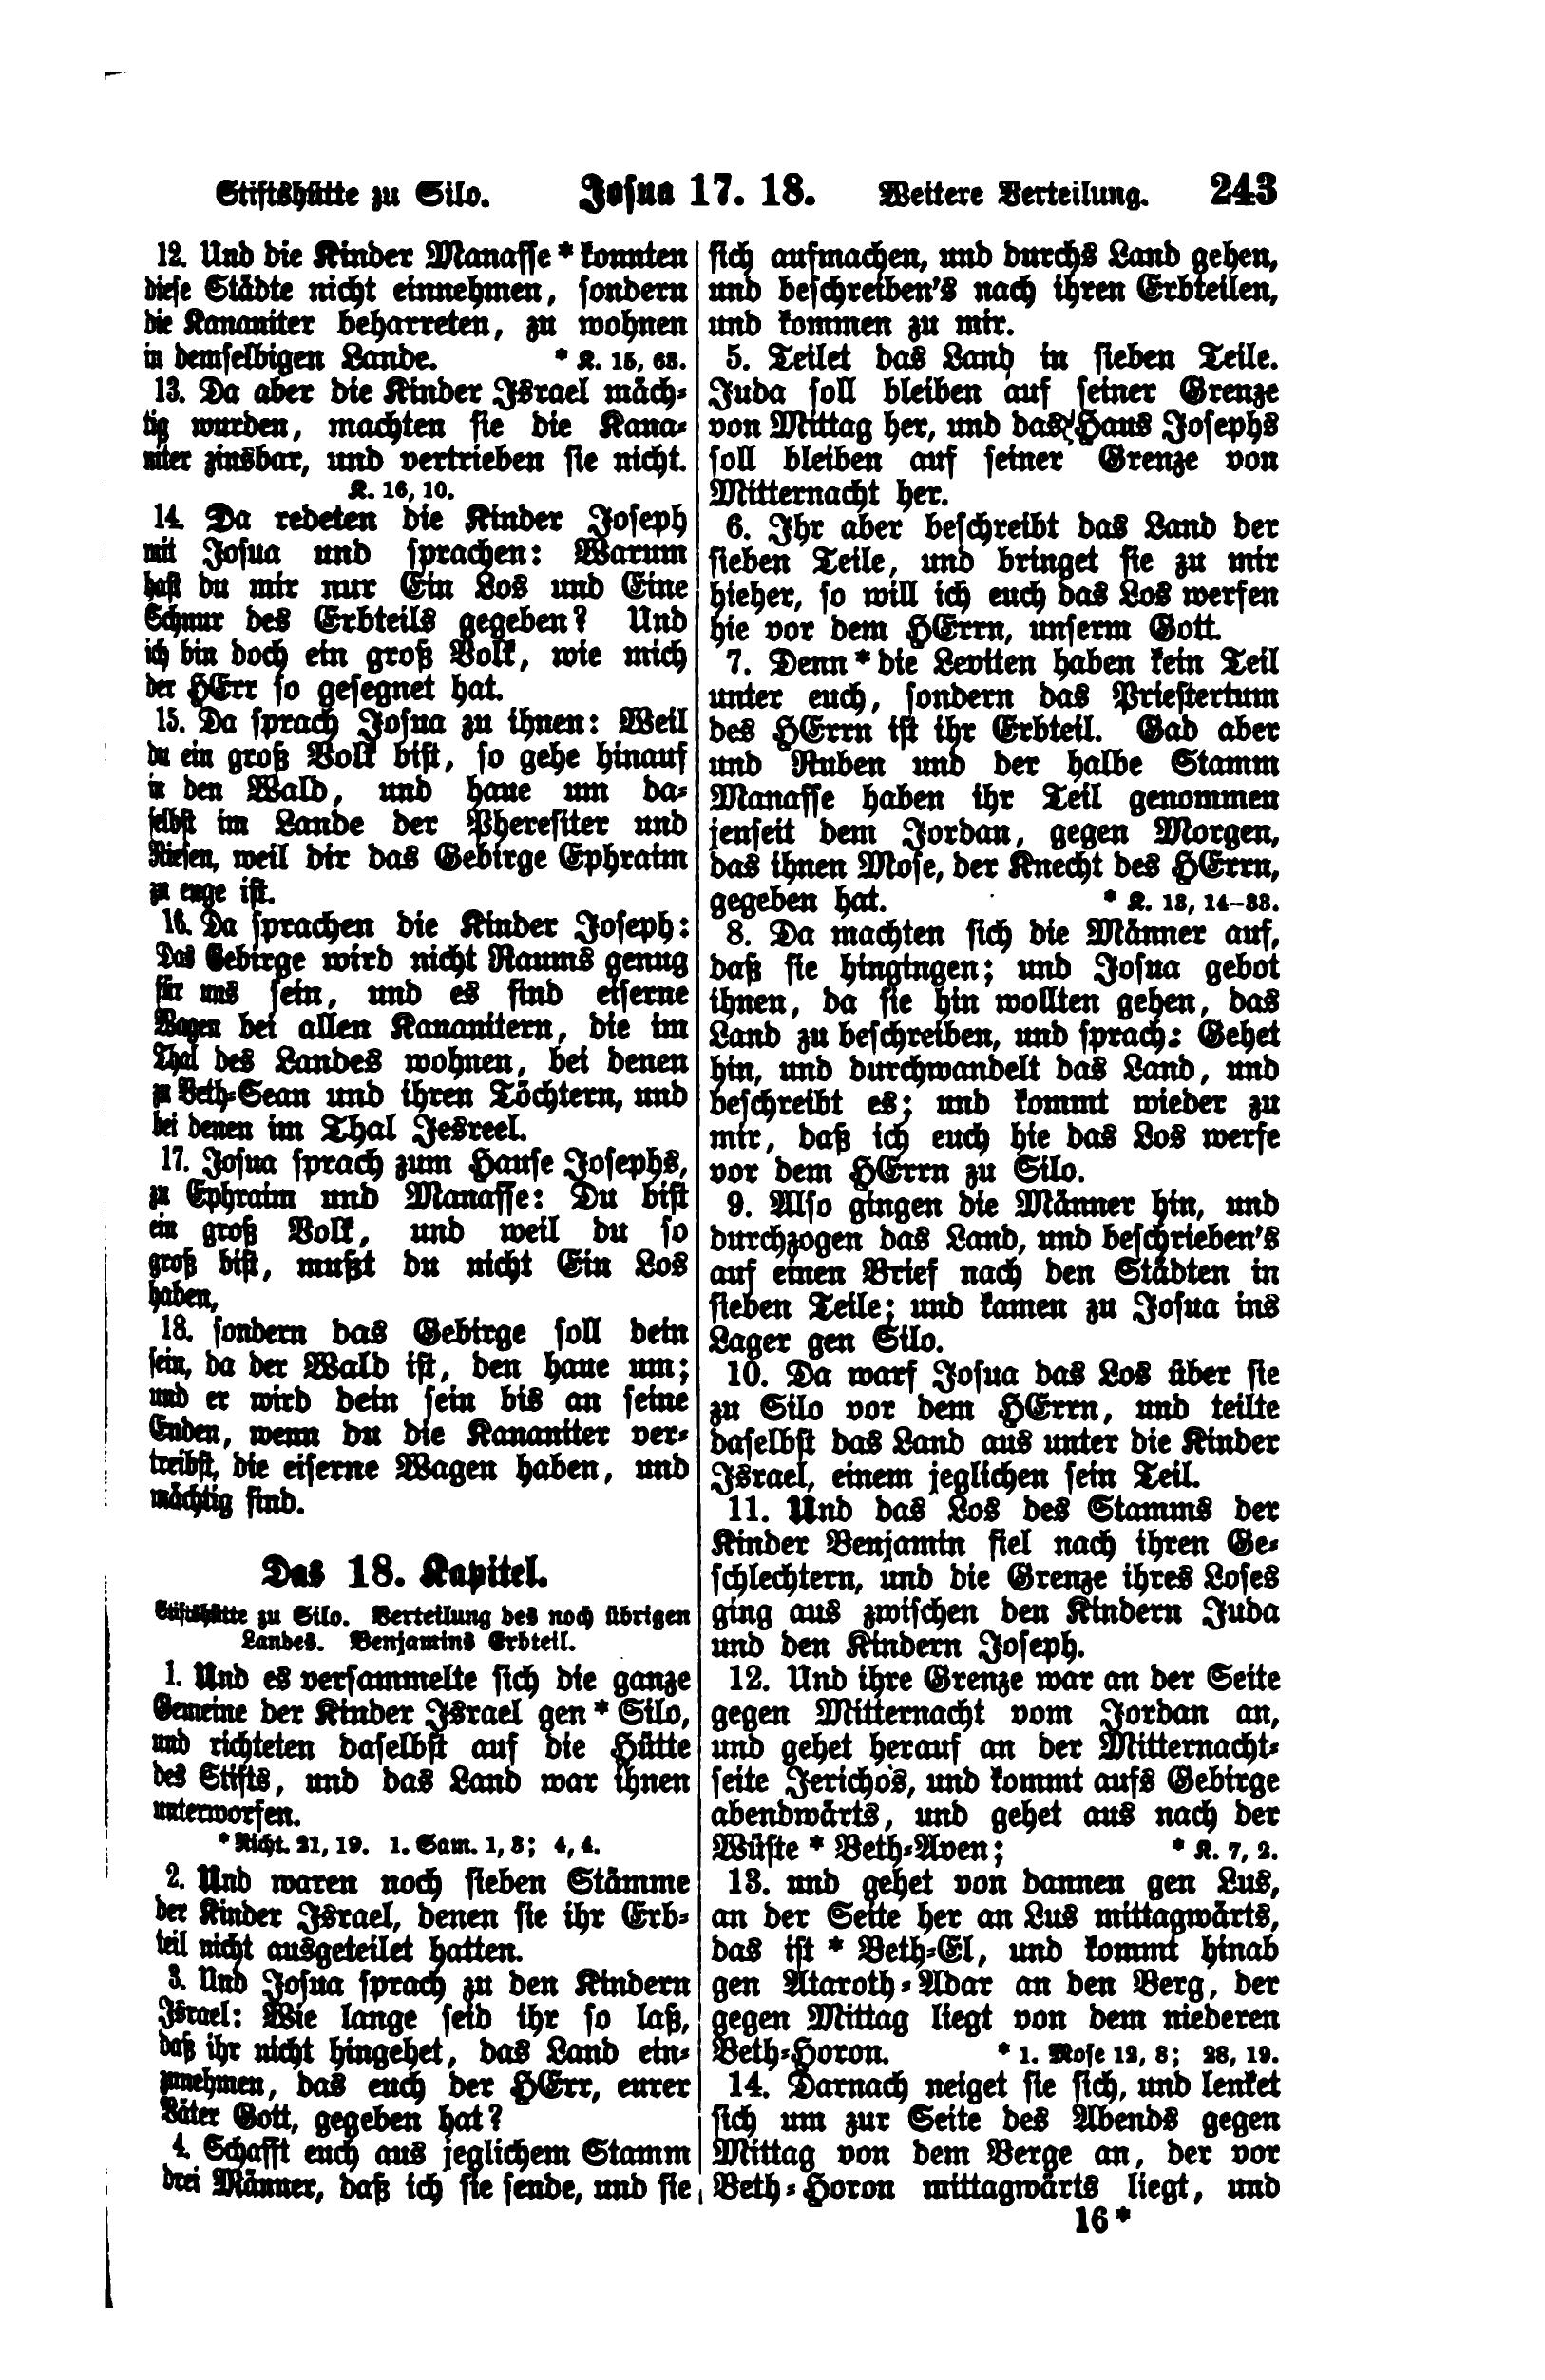 Stiftshütte zu Silo. Josua 17. 18. Weitere Verteilung. 243
12. Und die Kinder Manasse * konnten
diese Städte nicht einnehmen, sondern
die Kananiter beharreten, zu wohnen
in demselbigen Lande. * K. 15, 63.
13. Da aber die Kinder Israel mäch-
tig wurden, machten sie die Kana-
niter zinsbar, und vertrieben sie nicht.
K. 16, 10.
14. Da redeten die Kinder Joseph
mit Josua und sprachen: Warum
hast du mir nur Ein Los und Eine
Schnur des Erbteils gegeben? Und
ich bin doch ein groß Volk, wie mich
der HErr so gesegnet hat.
15. Da sprach Josua zu ihnen: Weil
du ein groß Volk bist, so gehe hinauf
in den Wald, und haue um da-
selbst im Lande der Pheresiter und
Riesen, weil dir das Gebirge Ephraim
zu enge ist.
16. Da sprachen die Kinder Joseph:
Das Gebirge wird nicht Raums genug
für uns sein, und es sind eiserne
Wagen bei allen Kananitern, die im
Thal des Landes wohnen, bei denen
zu Beth-Sean und ihren Töchtern, und
bei denen im Thal Jesreel.
17. Josua sprach zum Hause Josephs,
zu Ephraim und Manasse: Du bist
ein groß Volk, und weil du so
groß bist, mußt du nicht Ein Los
haben,
18. sondern das Gebirge soll dein
sein, da der Wald ist, den haue um;
und er wird dein sein bis an seine
Enden, wenn du die Kananiter ver-
treibst, die eiserne Wagen haben, und
mächtig sind.
Das 18. Kapitel.
Stiftshütte zu Silo. Verteilung des noch übrigen
Landes. Benjamins Erbteil.
1. Und es versammelte sich die ganze
Gemeine der Kinder Israel gen * Silo,
und richteten daselbst auf die Hütte
des Stifts, und das Land war ihnen
unterworfen.
* Richt. 21, 19. 1. Sam. 1, 3; 4, 4.
2. Und waren noch sieben Stämme
der Kinder Israel, denen sie ihr Erb-
teil nicht ausgeteilet hatten.
3. Und Josua sprach zu den Kindern
Israel: Wie lange seid ihr so laß,
daß ihr nicht hingehet, das Land ein-
zunehmen, das euch der HErr, eurer
Väter Gott, gegeben hat?
4. Schafft euch aus jeglichem Stamm
drei Männer, daß ich sie sende, und sie
sich aufmachen, und durchs Land gehen,
und beschreiben's nach ihren Erbteilen,
und kommen zu mir.
5. Teilet das Land in sieben Teile.
Juda soll bleiben auf seiner Grenze
von Mittag her, und das Haus Josephs
soll bleiben auf seiner Grenze von
Mitternacht her.
6. Ihr aber beschreibt das Land der
sieben Teile, und bringet sie zu mir
hieher, so will ich euch das Los werfen
hie vor dem HErrn, unserm Gott.
7. Denn * die Leviten haben kein Teil
unter euch, sondern das Priestertum
des HErrn ist ihr Erbteil. Gad aber
und Ruben und der halbe Stamm
Manasse haben ihr Teil genommen
jenseit dem Jordan, gegen Morgen,
das ihnen Mose, der Knecht des HErrn,
gegeben hat. * K. 13, 14-33.
8. Da machten sich die Männer auf,
daß sie hingingen; und Josua gebot
ihnen, da sie hin wollten gehen, das
Land zu beschreiben, und sprach: Gehet
hin, und durchwandelt das Land, und
beschreibt es; und kommt wieder zu
mir, daß ich euch hie das Los werfe
vor dem HErrn zu Silo.
9. Also gingen die Männer hin, und
durchzogen das Land, und beschrieben's
auf einen Brief nach den Städten in
sieben Teile; und kamen zu Josua ins
Lager gen Silo.
10. Da warf Josua das Los über sie
zu Silo vor dem HErrn, und teilte
daselbst das Land aus unter die Kinder
Israel, einem jeglichen sein Teil.
11. Und das Los des Stamms der
Kinder Benjamin fiel nach ihren Ge-
schlechtern, und die Grenze ihres Loses
ging aus zwischen den Kindern Juda
und den Kindern Joseph.
12. Und ihre Grenze war an der Seite
gegen Mitternacht vom Jordan an,
und gehet herauf an der Mitternacht-
seite Jericho's, und kommt aufs Gebirge
abendwärts, und gehet aus nach der
Wüste * Beth-Aven; * K. 7, 2.
13. und gehet von dannen gen Lus,
an der Seite her an Lus mittagwärts,
das ist * Beth-El, und kommt hinab
gen Ataroth-Adar an den Berg, der
gegen Mittag liegt von dem niederen
Beth-Horon. * 1. Mose 12, 8; 28, 19.
14. Darnach neiget sie sich, und lenket
sich um zur Seite des Abends gegen
Mittag von dem Berge an, der vor
Beth-Horon mittagwärts liegt, und
16*